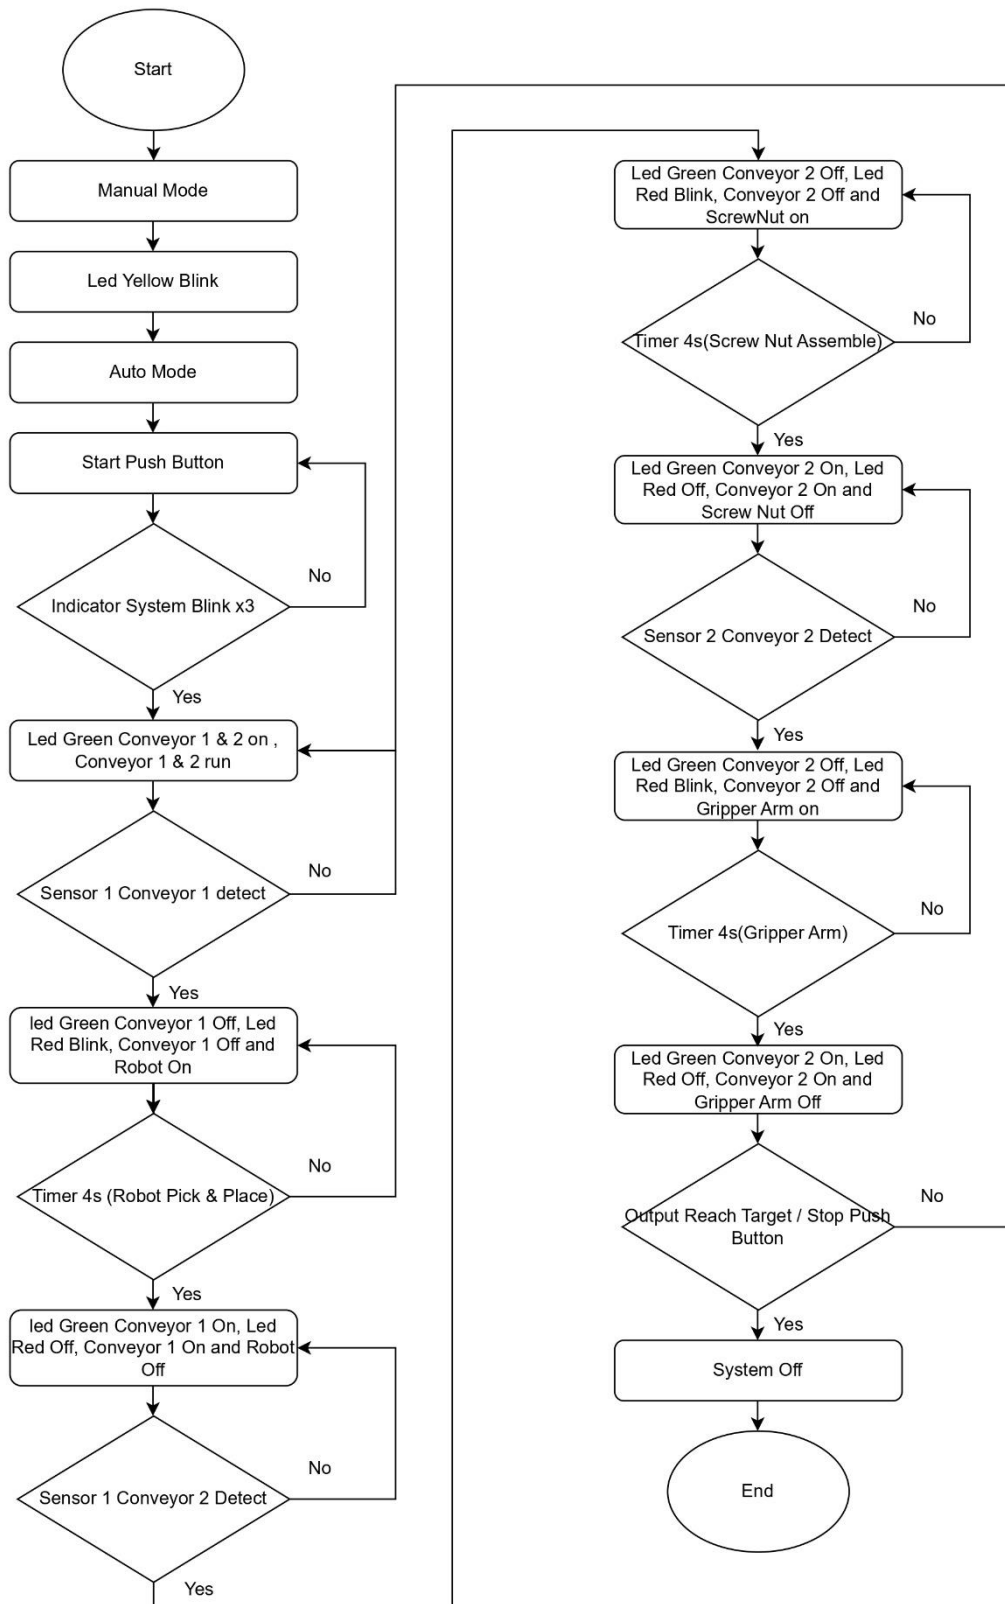 Start
Manual Mode
Led Yellow Blink
Auto Mode
Start Push Button
No
Indicator System Blink x3
Yes
Led Green Conveyor 1 & 2 on ,
Conveyor 1 & 2 run
No
Sensor 1 Conveyor 1 detect
Yes
led Green Conveyor 1 Off, Led
Red Blink, Conveyor 1 Off and
Robot On
No
Timer 4s (Robot Pick & Place)
Yes
led Green Conveyor 1 On, Led
Red Off, Conveyor 1 On and Robot
Off
No
Sensor 1 Conveyor 2 Detect
Yes
Led Green Conveyor 2 Off, Led
Red Blink, Conveyor 2 Off and
ScrewNut on
No
Timer 4s(Screw Nut Assemble)
Yes
Led Green Conveyor 2 On, Led
Red Off, Conveyor 2 On and
Screw Nut Off
No
Sensor 2 Conveyor 2 Detect
Yes
Led Green Conveyor 2 Off, Led
Red Blink, Conveyor 2 Off and
Gripper Arm on
No
Timer 4s(Gripper Arm)
Yes
Led Green Conveyor 2 On, Led
Red Off, Conveyor 2 On and
Gripper Arm Off
No
Output Reach Target / Stop Push
Button
Yes
System Off
End